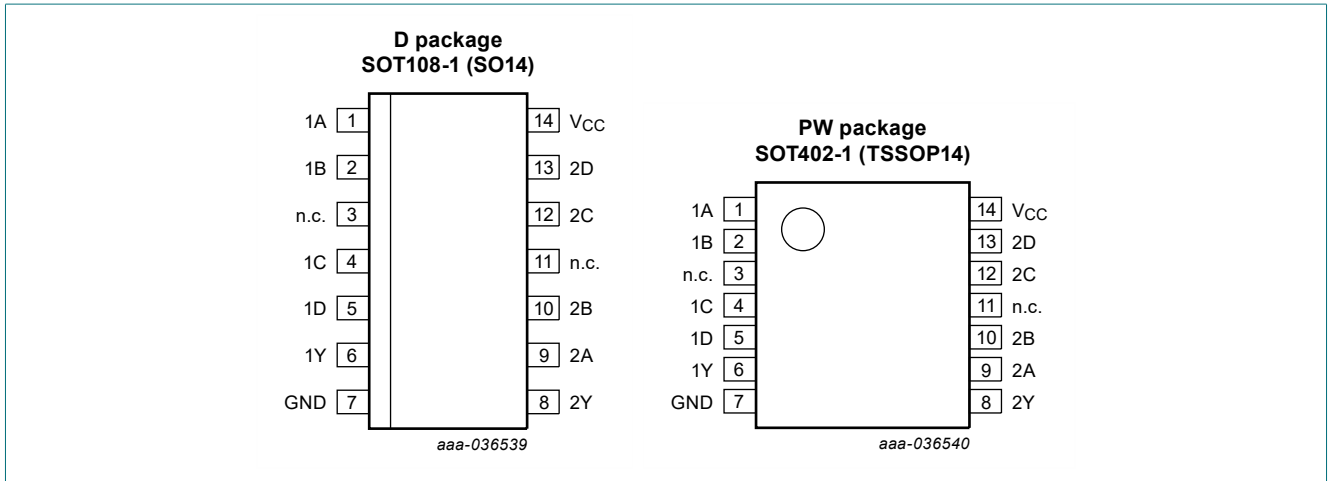 D package
SOT108-1 (SO14)
1A 1 14 VCC
1B 2 13 2D
n.c. 3 12 2C
1C 4 11 n.c.
1D 5 10 2B
1Y 6 9 2A
GND 7 8 2Y
aaa-036539
PW package
SOT402-1 (TSSOP14)
1A 1 14 VCC
1B 2 13 2D
n.c. 3 12 2C
1C 4 11 n.c.
1D 5 10 2B
1Y 6 9 2A
GND 7 8 2Y
aaa-036540